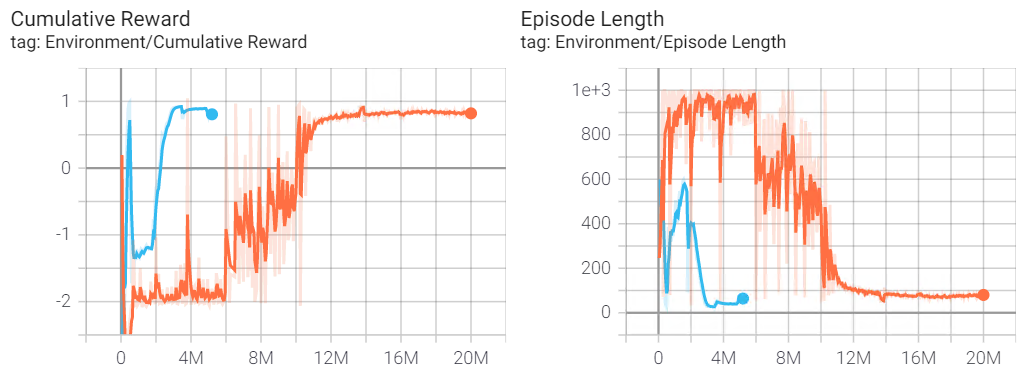 Cumulative Reward
tag: Environment/Cumulative Reward
1
0
-1
-2
0
4M
8M
12M
16M
20M
Episode Length
tag: Environment/Episode Length
1e+3
800
600
400
200
0
0
4M
8M
12M
16M
20M